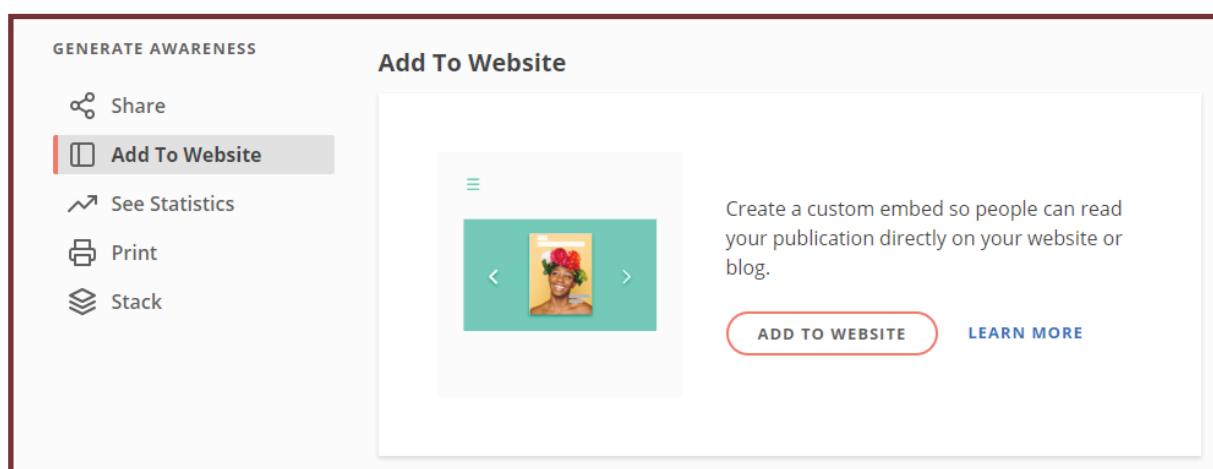 GENERATE AWARENESS
Share
Add To Website
See Statistics
Print
Stack
Add To Website
Create a custom embed so people can read
your publication directly on your website or
blog.
ADD TO WEBSITE
LEARN MORE